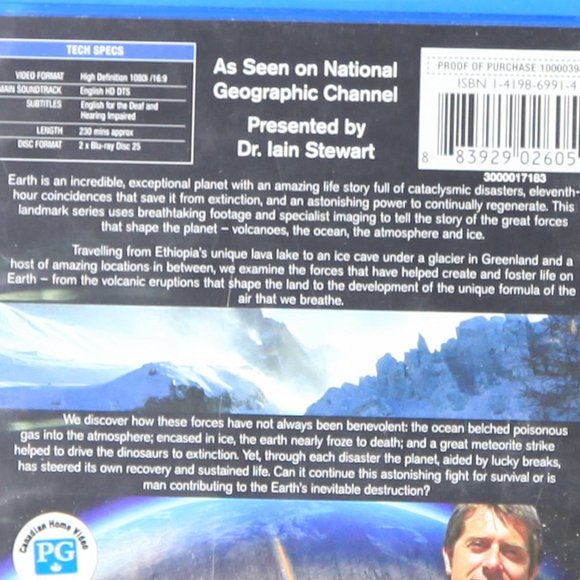 TECH SPECS
VIDEO FORMAT High Definition 1080i /16:9
MAIN SOUNDTRACK English HD DTS
SUBTITLES English for the Deaf and
Hearing Impaired
LENGTH 230 mins approx
DISC FORMAT 2 x Blu-ray Disc 25
As Seen on National
Geographic Channel
Presented by
Dr. Iain Stewart
PROOF OF PURCHASE 1000039
ISBN 1-4198-6991-4
8 83929 02605
3000017183
Earth is an incredible, exceptional planet with an amazing life story full of cataclysmic disasters, eleventh-
hour coincidences that save it from extinction, and an astonishing power to continually regenerate. This
landmark series uses breathtaking footage and specialist imaging to tell the story of the great forces
that shape the planet – volcanoes, the ocean, the atmosphere and ice.
Travelling from Ethiopia's unique lava lake to an ice cave under a glacier in Greenland and a
host of amazing locations in between, we examine the forces that have helped create and foster life on
Earth – from the volcanic eruptions that shape the land to the development of the unique formula of the
air that we breathe.
We discover how these forces have not always been benevolent: the ocean belched poisonous
gas into the atmosphere; encased in ice, the earth nearly froze to death; and a great meteorite strike
helped to drive the dinosaurs to extinction. Yet, through each disaster the planet, aided by lucky breaks,
has steered its own recovery and sustained life. Can it continue this astonishing fight for survival or is
man contributing to the Earth's inevitable destruction?
Canadian Home Video
PG